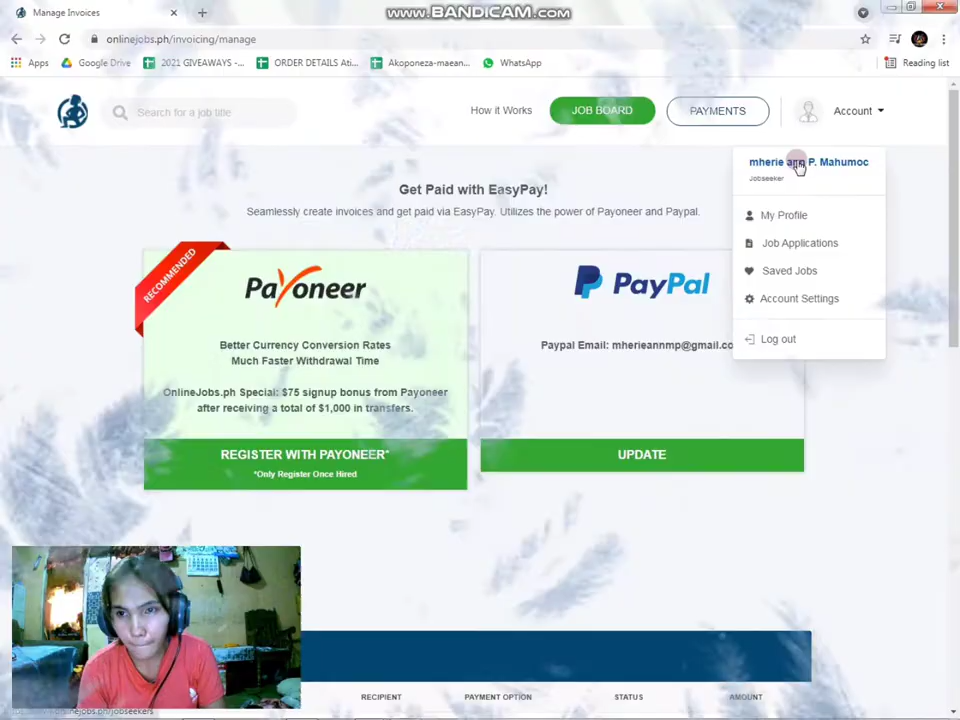 Manage Invoices
www.BANDICAM.com
onlinejobs.ph/invoicing/manage
Apps
Google Drive
2021 GIVEAWAYS -...
ORDER DETAILS Ati...
Akoponeza-maean...
WhatsApp
Reading list
Search for a job title
How it Works
JOB BOARD
PAYMENTS
Account
mherie ann P. Mahumoc
Jobseeker
My Profile
Job Applications
Saved Jobs
Account Settings
Log out
Get Paid with EasyPay!
Seamlessly create invoices and get paid via EasyPay. Utilizes the power of Payoneer and Paypal.
RECOMMENDED
Payoneer
Better Currency Conversion Rates
Much Faster Withdrawal Time
OnlineJobs.ph Special: $75 signup bonus from Payoneer
after receiving a total of $1,000 in transfers.
REGISTER WITH PAYONEER*
*Only Register Once Hired
PayPal
Paypal Email: mherieannmp@gmail.co
UPDATE
RECIPIENT
PAYMENT OPTION
STATUS
AMOUNT